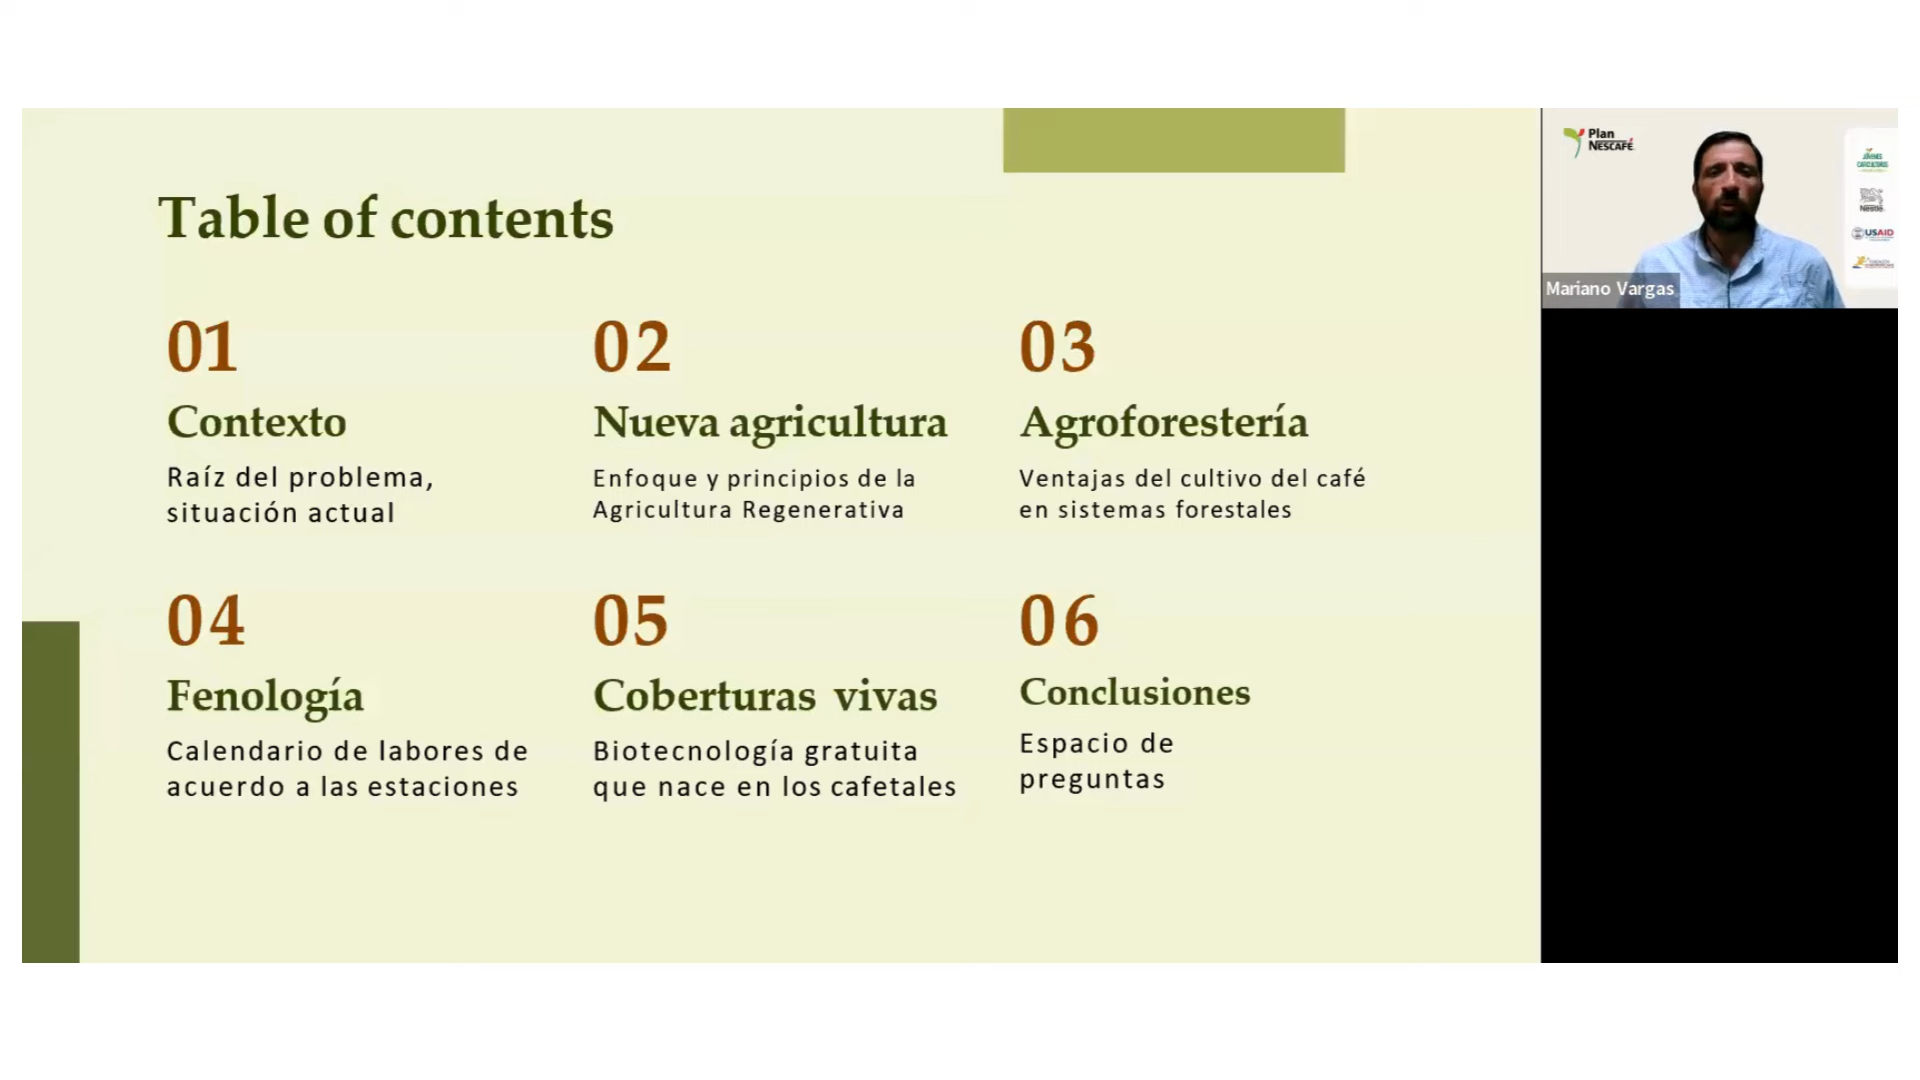 Table of contents
01
Contexto
Raíz del problema,
situación actual
02
Nueva agricultura
Enfoque y principios de la
Agricultura Regenerativa
03
Agroforestería
Ventajas del cultivo del café
en sistemas forestales
04
Fenología
Calendario de labores de
acuerdo a las estaciones
05
Coberturas vivas
Biotecnología gratuita
que nace en los cafetales
06
Conclusiones
Espacio de
preguntas
Plan
NESCAFÉ
JÓVENES
CAFICULTORES
Nestlé
USAID
Mariano Vargas